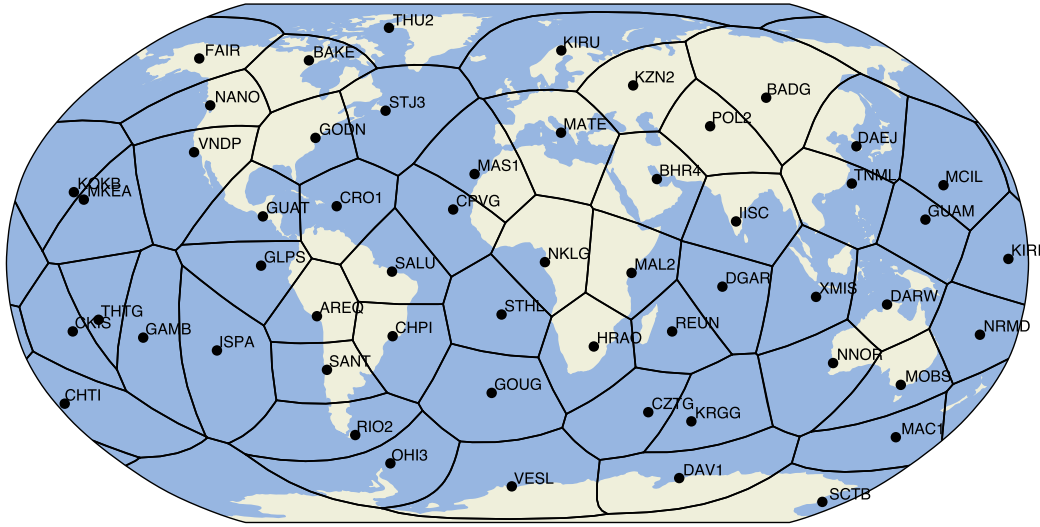 THU2
KIRU
FAIR
BAKE
KZN2
BADG
NANO
STJ3
POL2
GODN
MATE
DAEJ
VNDP
MAS1
BHR4
TNML
MCIL
KOKB
MKEA
CRO1
CPVG
GUAT
IISC
GUAM
GLPS
SALU
NKLG
MAL2
DGAR
KIRI
XMIS
DARW
THTG
CKIS
GAMB
AREQ
CHPI
STHL
REUN
NRMD
ISPA
HRAO
SANT
NNOR
MOBS
GOUG
CHTI
CZTG
KRGG
RIO2
MAC1
OHI3
VESL
DAV1
SCTB